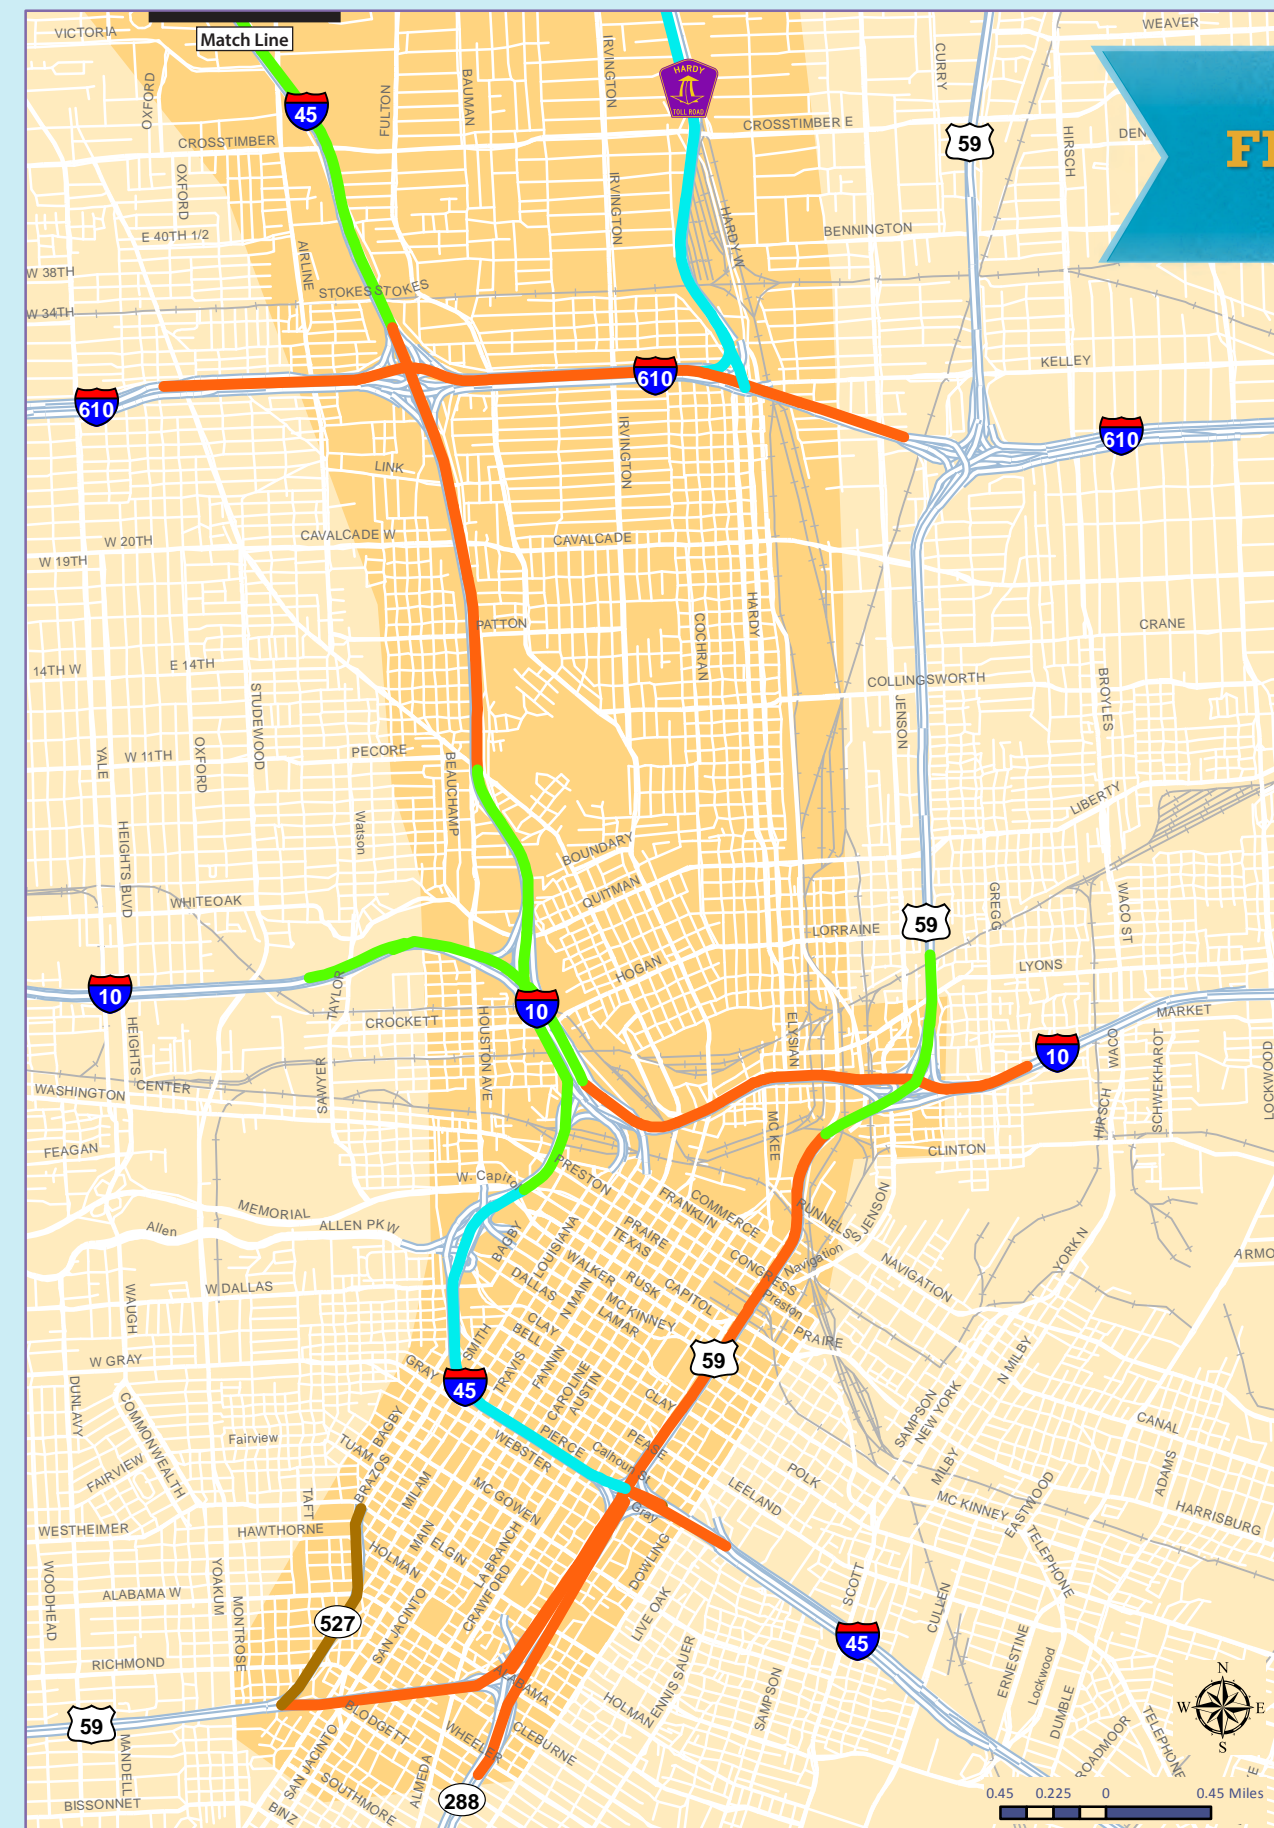 VICTORIA
Match Line
WEAVER
OXFORD
45
FULTON
BAUMAN
IRVINGTON
HARDY
TOLL ROAD
CURRY
CROSSTIMBER
CROSSTIMBER E
59
HIRSCH
DEN
FI
OXFORD
IRVINGTON
E 40TH 1/2
AIRLINE
HARDY W
BENNINGTON
W 38TH
STOKES STOKES
W 34TH
610
610
KELLEY
610
LINK
IRVINGTON
W 20TH
CAVALCADE W
CAVALCADE
W 19TH
PATTON
COCHRAN
HARDY
CRANE
14TH W
E 14TH
COLLINGSWORTH
STUDEWOOD
JENSON
BROYLES
YALE
W 11TH
OXFORD
PECORE
BEAUCHAMP
LIBERTY
HEIGHTS BLVD
Watson
BOUNDARY
QUITMAN
WHITEOAK
GREGG
WACO ST
59
LORRAINE
HOGAN
LYONS
10
TAYLOR
10
CROCKETT
HOUSTON AVE
ELYSIAN
MARKET
HEIGHTS
10
WACO
SCHWEKHAROT
LOCKWOOD
WASHINGTON
CENTER
SAWYER
HIRSCH
FEAGAN
MC KEE
CLINTON
W. Capitol
PRESTON
MEMORIAL
Allen
ALLEN PKW
BAGBY
LOUISIANA
FRANKLIN
COMMERCE
RUNNELSS
JENSON
PRAIRE
TEXAS
WALKER
CONGRESS
Navigation
NAVIGATION
YORK N
ARMO
W DALLAS
DALLAS
N MAIN
RUSK
CAPITOL
Preston
WAUGH
MC KINNEY
LAMAR
CLAY
BELL
PRAIRE
W GRAY
GRAY
SMITH
TRAVIS
FANNIN
59
N MILBY
DUNLAVY
45
CAROLINE
AUSTIN
CLAY
COMMONWEALTH
BAGBY
SAMPSON
NEW YORK
CANAL
Fairview
TUAM
WEBSTER
PIERCE
Calhoun St
PEASE
FAIRVIEW
BRAZOS
MILAM
MC GOWEN
LEELAND
POLK
MILBY
ADAMS
TAFT
Gray
MC KINNEY
EASTWOOD
HARRISBURG
WESTHEIMER
HAWTHORNE
MAIN
ELGIN
LA BRANCH
TELEPHONE
HOLMAN
DOWLING
WOODHEAD
ALABAMA W
YOAKUM
MONTROSE
CRAWFORD
SCOTT
CULLEN
527
SAN JACINTO
LIVE OAK
45
ERNESTINE
RICHMOND
ENNIS SAUER
Lockwood
N
W
E
S
59
BLODGETT
ALABAMA
HOLMAN
SAMPSON
DUMBLE
MANDELL
SAN JACINTO
WHEELER
CLEBURNE
ROADMOOR
TELEPHONE
ALMEDA
SOUTHMORE
BISSONNET
BINZ
288
0.45 0.225 0 0.45 Miles